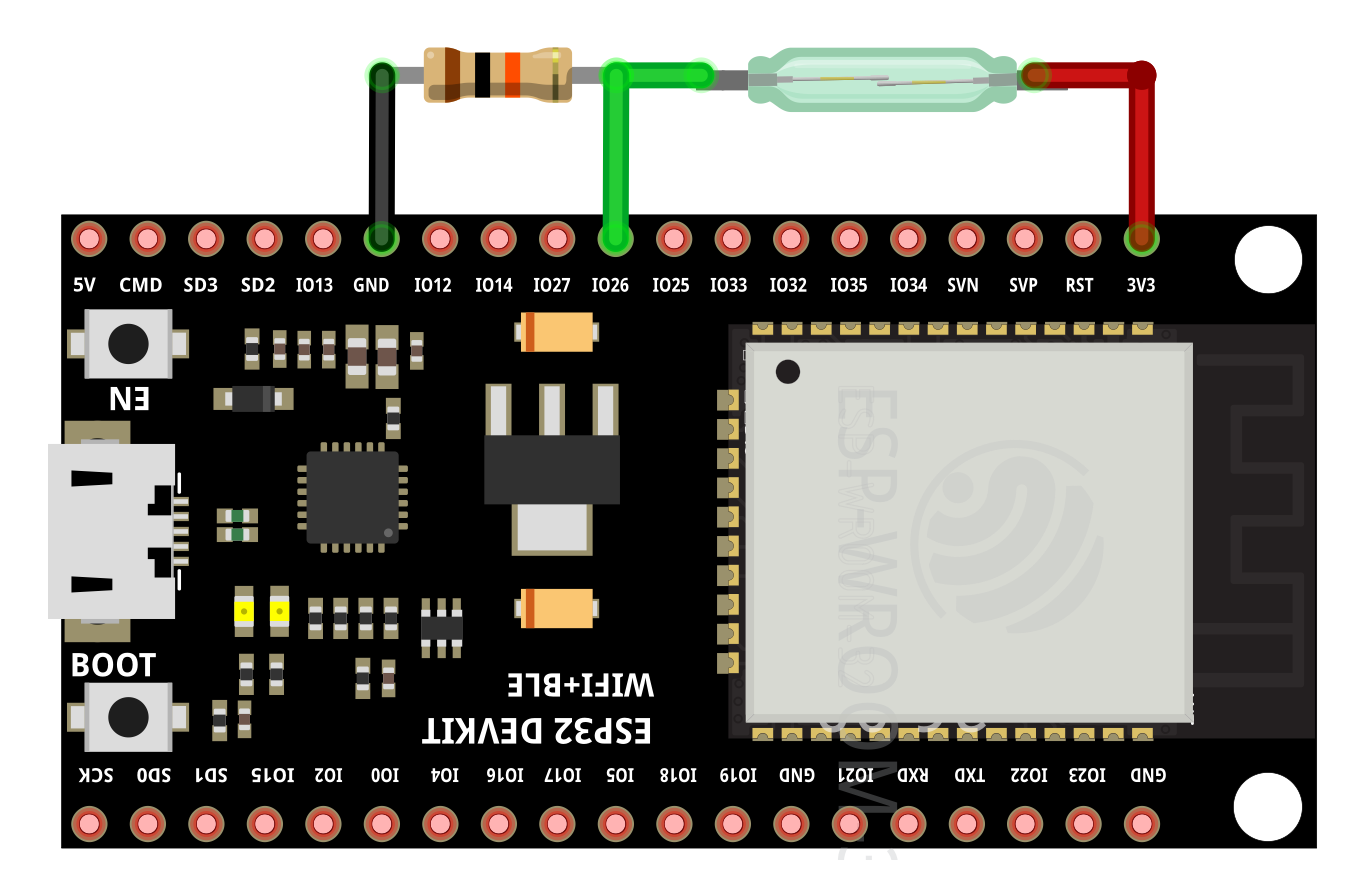 5V CMD SD3 SD2 IO13 GND IO12 IO14 IO27 IO26 IO25 IO33 IO32 IO35 IO34 SVN SVP RST 3V3
EN
ESP-WROOM-32
BOOT
WIFI+BLE
ESP32 DEVKIT
SCK SD0 SD1 IO15 IO2 IO0 IO4 IO16 IO17 IO5 IO18 IO19 GND IO21 RXD TXD IO22 IO23 GND